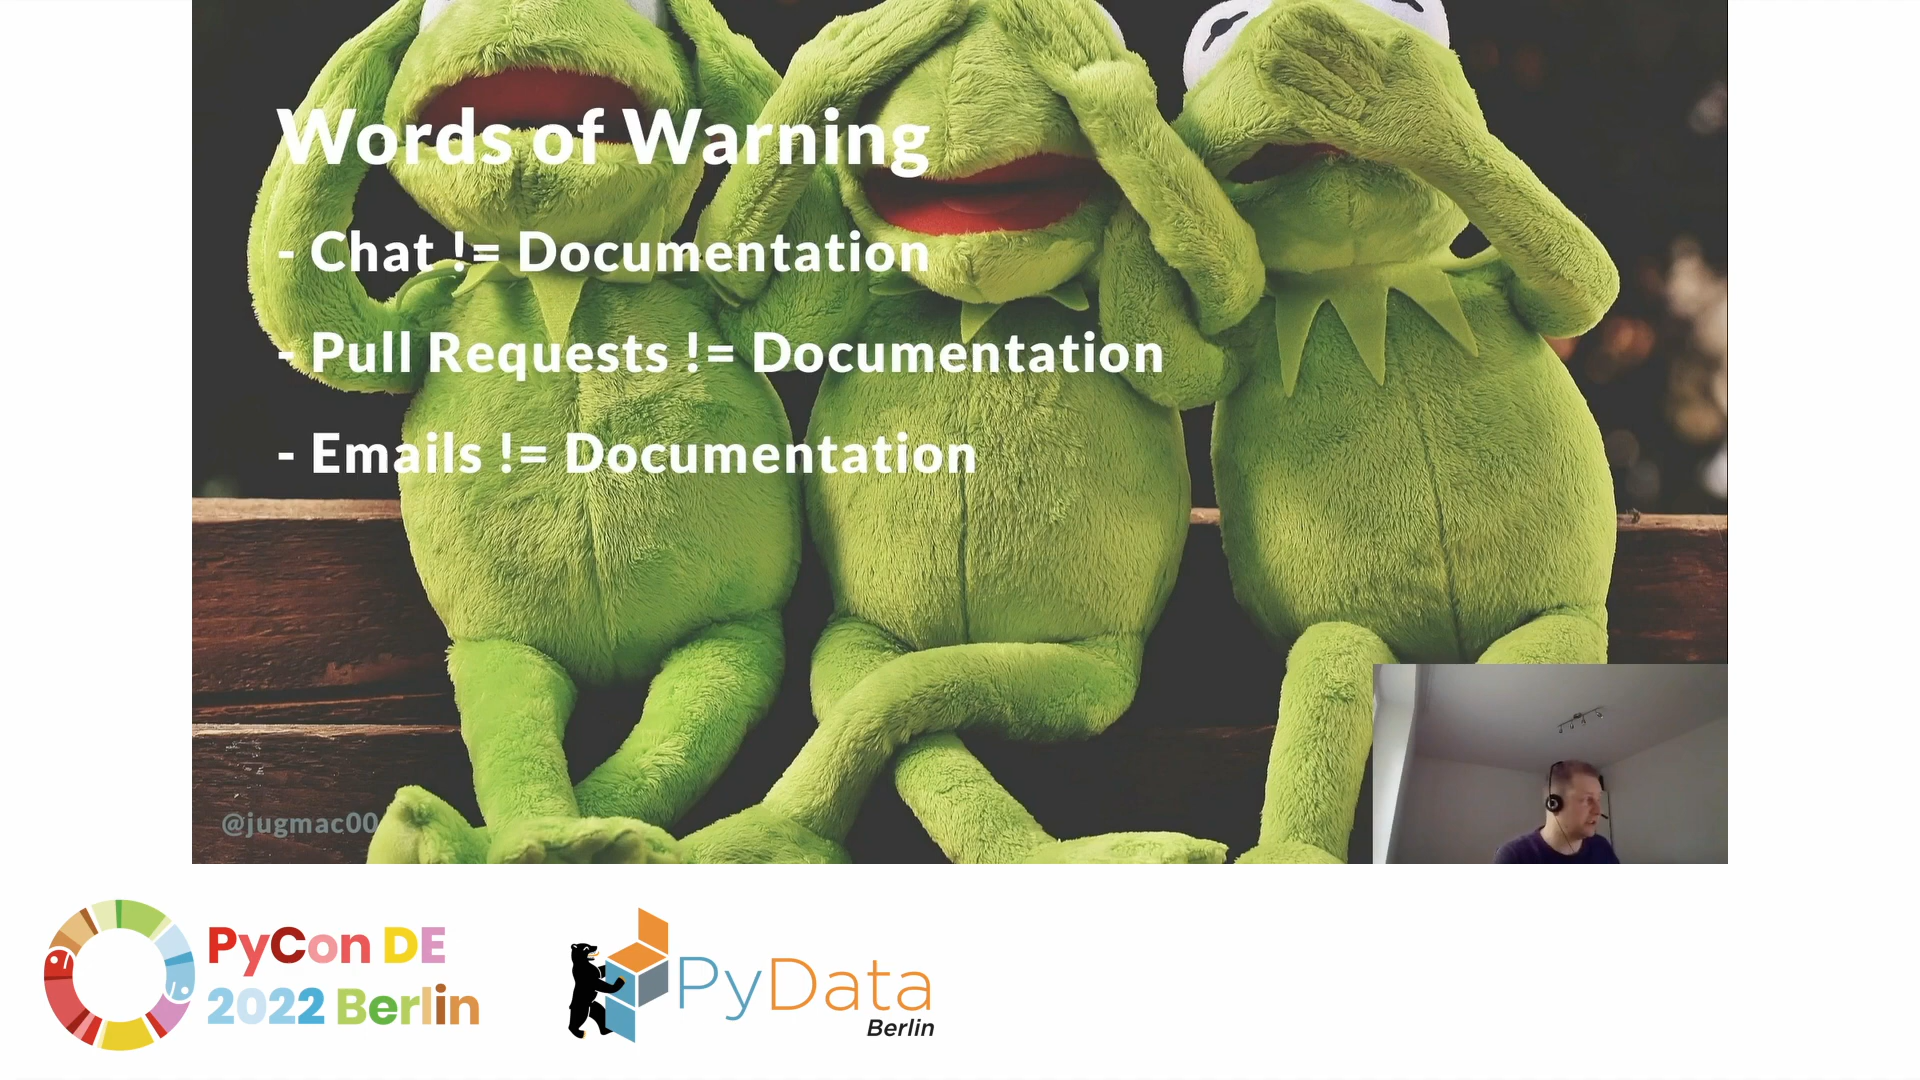 Words of Warning
- Chat != Documentation
- Pull Requests != Documentation
- Emails != Documentation
@jugmac00
PyCon DE
2022 Berlin
PyData
Berlin